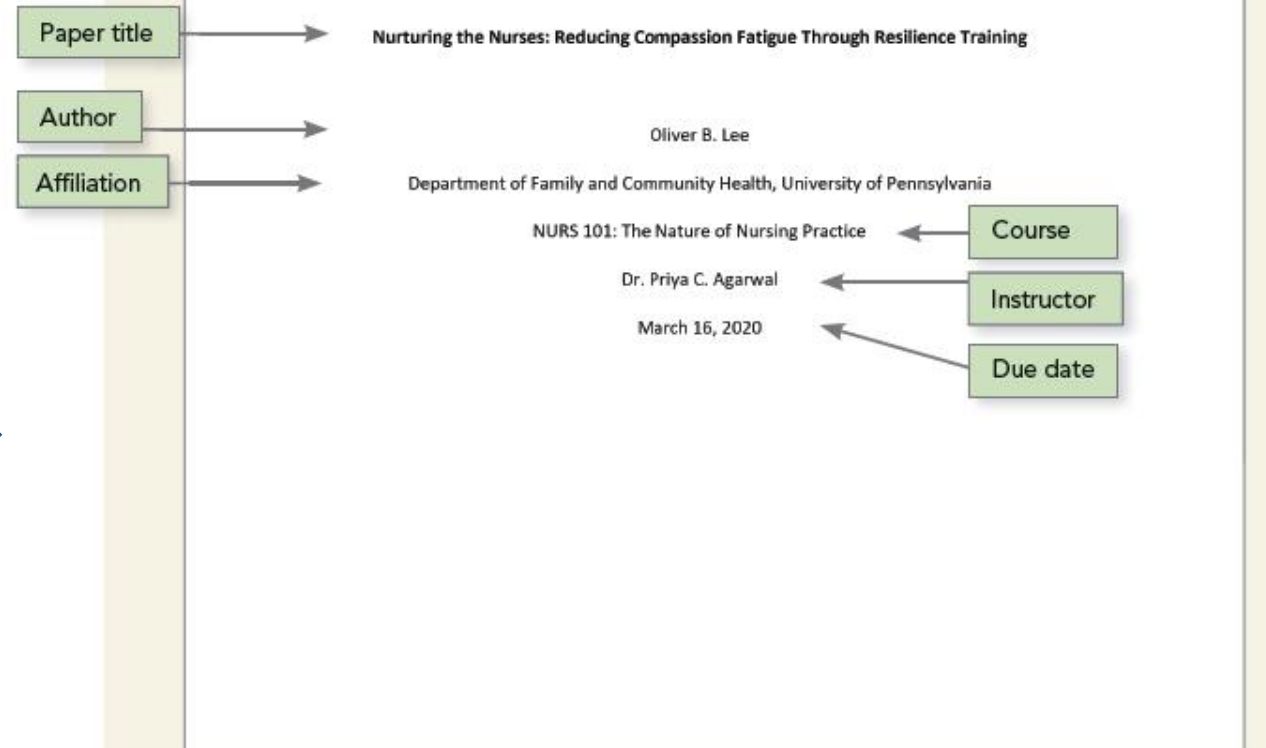 Paper title
Nurturing the Nurses: Reducing Compassion Fatigue Through Resilience Training
Author
Oliver B. Lee
Affiliation
Department of Family and Community Health, University of Pennsylvania
NURS 101: The Nature of Nursing Practice
Course
Dr. Priya C. Agarwal
Instructor
March 16, 2020
Due date